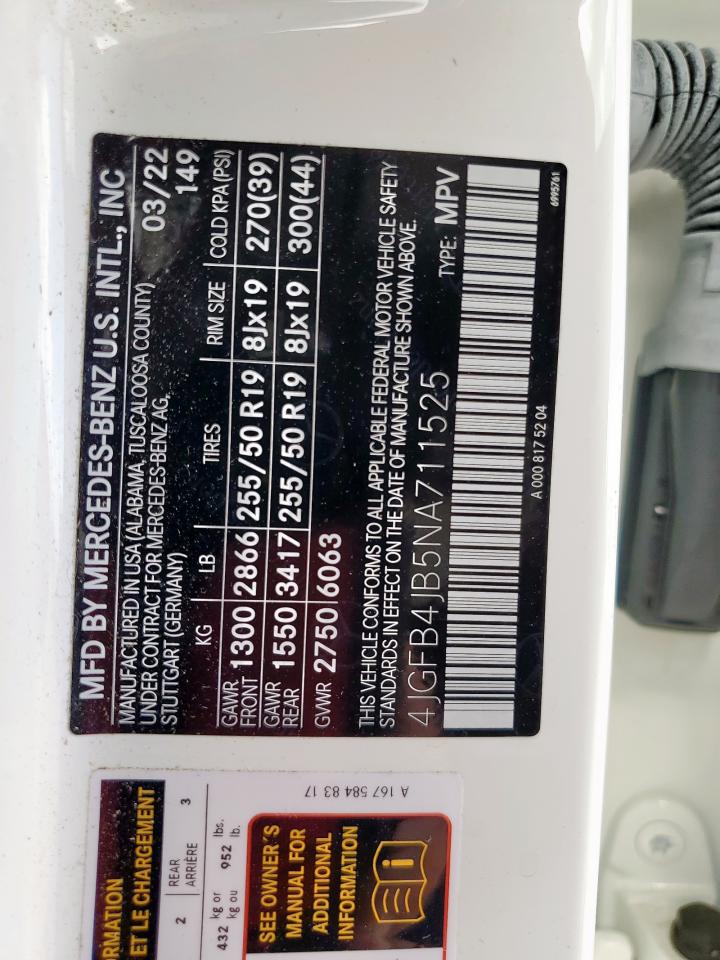 MFD BY MERCEDES-BENZ U.S. INTL., INC
MANUFACTURED IN USA (ALABAMA, TUSCALOOSA COUNTY) 03/22
UNDER CONTRACT FOR MERCEDES-BENZ AG, 149
STUTTGART (GERMANY)
KG LB TIRES RIM SIZE COLD KPA (PSI)
GAWR FRONT 1300 2866 255/50 R19 8Jx19 270(39)
GAWR REAR 1550 3417 255/50 R19 8Jx19 300(44)
GVWR 2750 6063
THIS VEHICLE CONFORMS TO ALL APPLICABLE FEDERAL MOTOR VEHICLE SAFETY
STANDARDS IN EFFECT ON THE DATE OF MANUFACTURE SHOWN ABOVE.
4JGFB4JB5NA711525 TYPE: MPV
A 000 817 52 04
6995761
ET LE CHARGEMENT
2 REAR ARRIÈRE 3
432 kg or kg ou 952 lbs. lb.
SEE OWNER'S
MANUAL FOR
ADDITIONAL
INFORMATION
A 167 584 83 17